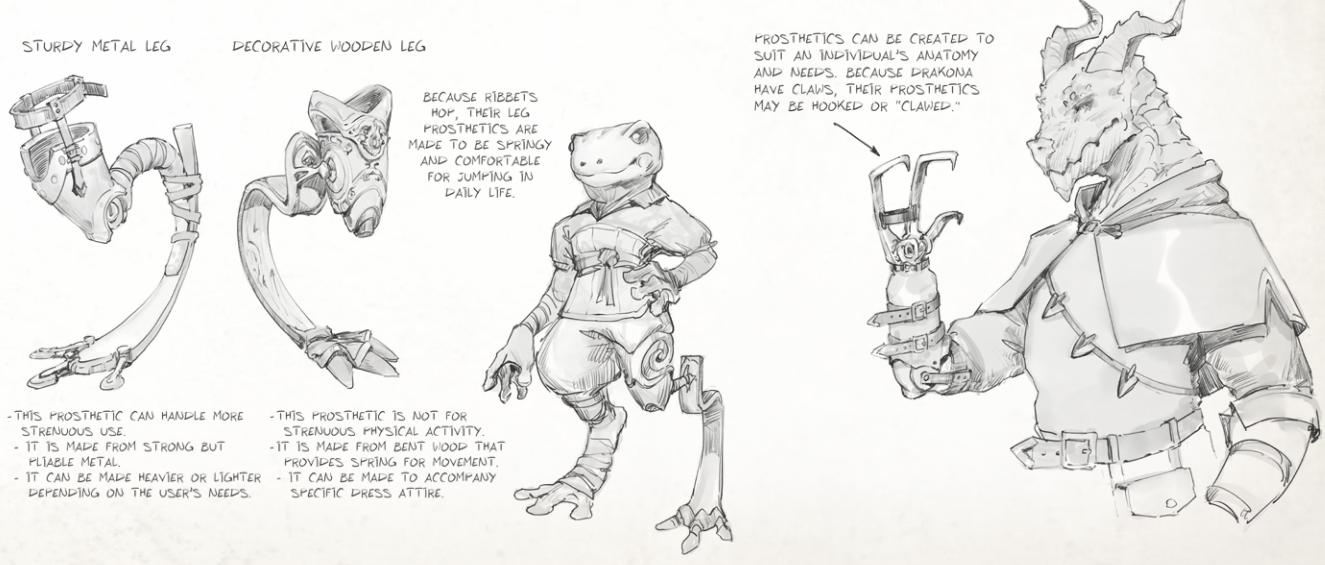 STURDY METAL LEG
DECORATIVE WOODEN LEG
BECAUSE RIBBETS
HOP, THEIR LEG
PROSTHETICS ARE
MADE TO BE SPRINGY
AND COMFORTABLE
FOR JUMPING IN
DAILY LIFE.
PROSTHETICS CAN BE CREATED TO
SUIT AN INDIVIDUAL'S ANATOMY
AND NEEDS. BECAUSE DRAKONA
HAVE CLAWS, THEIR PROSTHETICS
MAY BE HOOKED OR "CLAWED."
-THIS PROSTHETIC CAN HANDLE MORE
STRENUOUS USE.
- IT IS MADE FROM STRONG BUT
PLIABLE METAL.
- IT CAN BE MADE HEAVIER OR LIGHTER
DEPENDING ON THE USER'S NEEDS.
-THIS PROSTHETIC IS NOT FOR
STRENUOUS PHYSICAL ACTIVITY.
-IT IS MADE FROM BENT WOOD THAT
PROVIDES SPRING FOR MOVEMENT.
- IT CAN BE MADE TO ACCOMPANY
SPECIFIC DRESS ATTIRE.